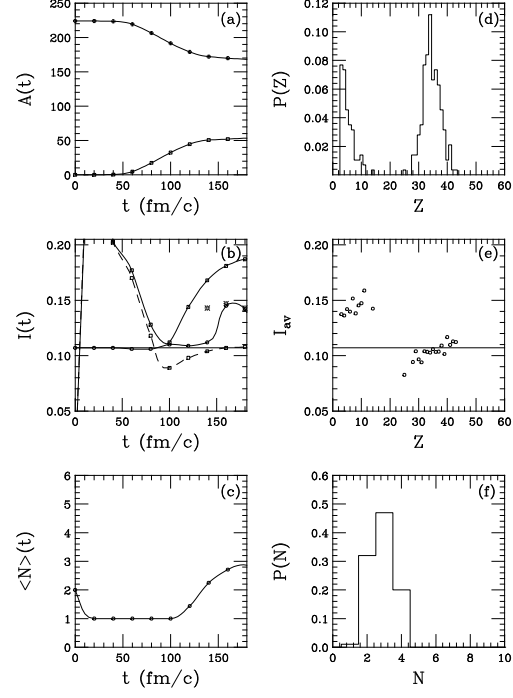 250
200
150
100
50
0
A(t)
(a)
0 50 100 150
t (fm/c)
0.12
0.10
0.08
0.06
0.04
0.02
P(Z)
(d)
0 10 20 30 40 50 60
Z
0.20
0.15
0.10
0.05
I(t)
(b)
0 50 100 150
t (fm/c)
0.20
0.15
0.10
0.05
I_av
(e)
0 10 20 30 40 50 60
Z
6
5
4
3
2
1
0
<N>(t)
(c)
0 50 100 150
t (fm/c)
0.6
0.5
0.4
0.3
0.2
0.1
0.0
P(N)
(f)
0 2 4 6 8 10
N